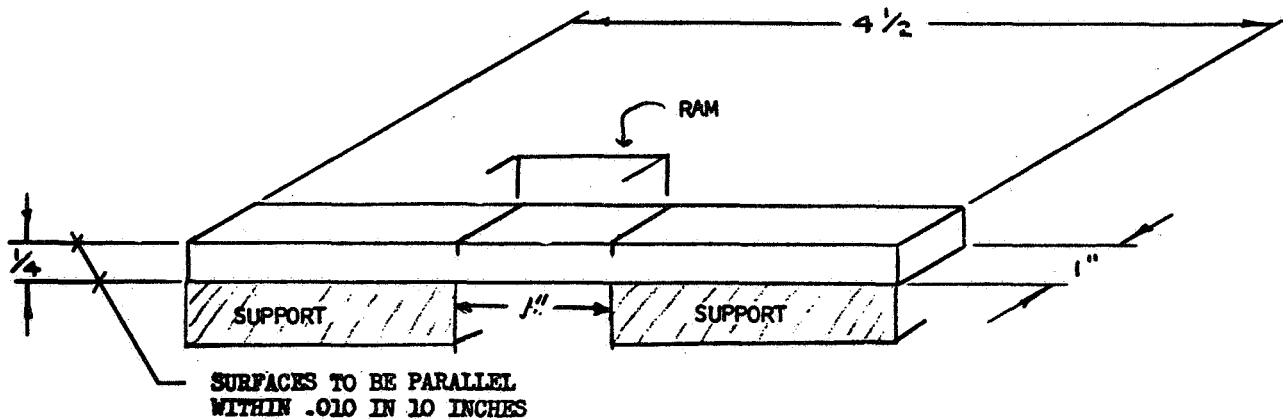 4 1/2
RAM
1/4
1"
SUPPORT
1"
SUPPORT
SURFACES TO BE PARALLEL
WITHIN .010 IN 10 INCHES